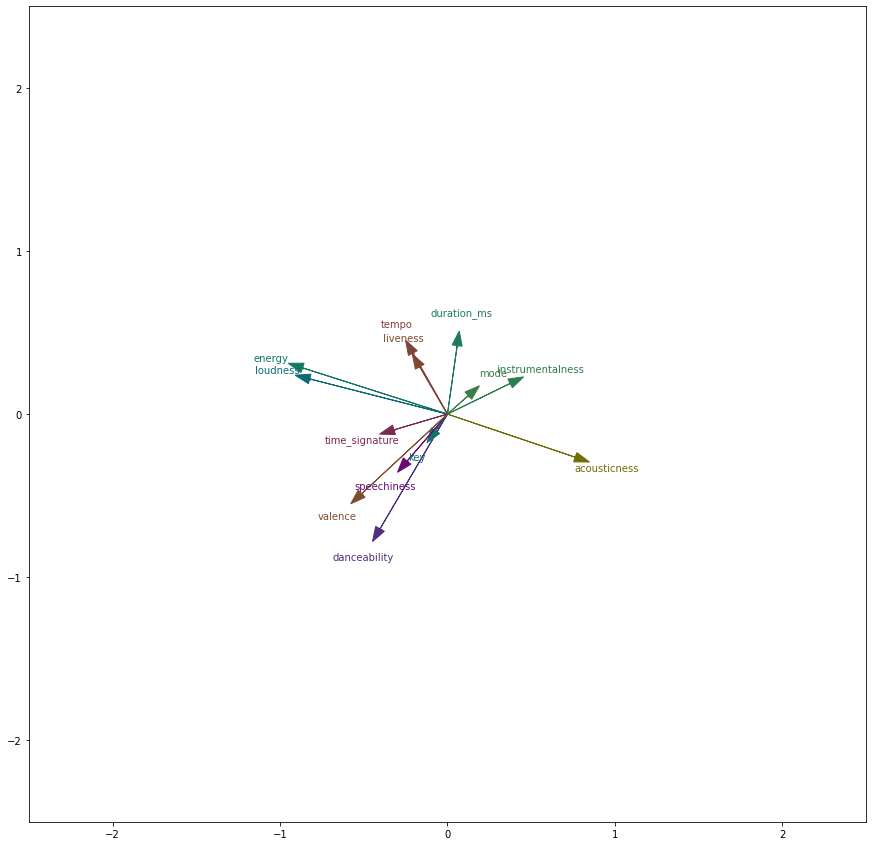 2
1
0
−1
−2
duration_ms
tempo
liveness
energy
loudness
mode
instrumentalness
time_signature
key
acousticness
speechiness
valence
danceability
−2
−1
0
1
2